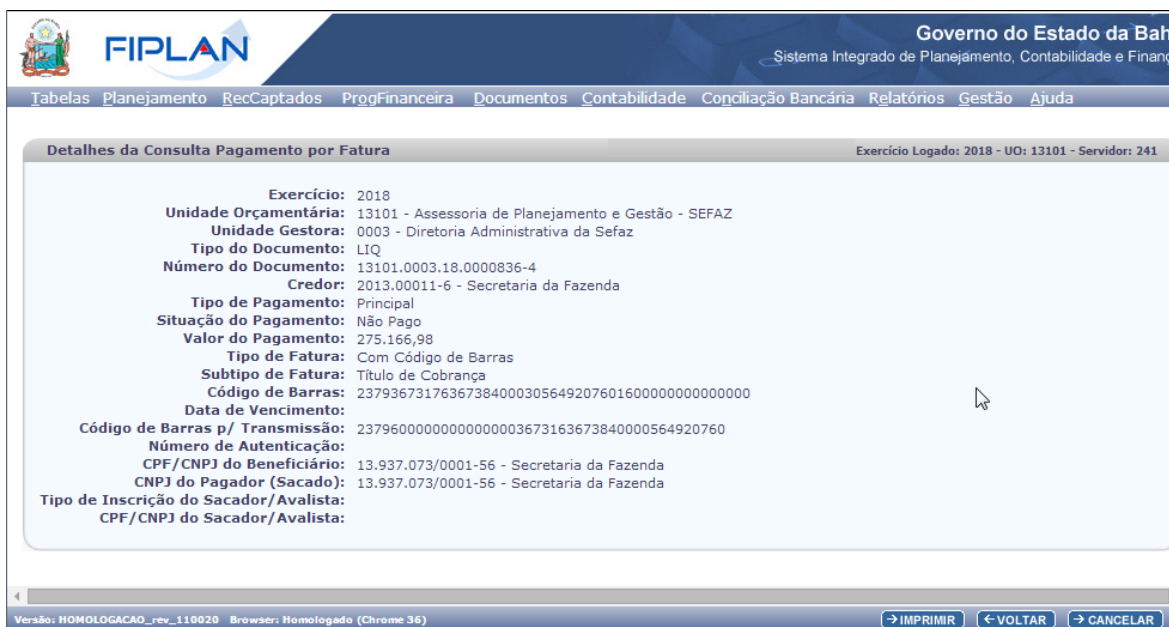 FIPLAN
Governo do Estado da Bah
Sistema Integrado de Planejamento, Contabilidade e Finanç
Tabelas Planejamento RecCaptados ProgFinanceira Documentos Contabilidade Conciliação Bancária Relatórios Gestão Ajuda
Detalhes da Consulta Pagamento por Fatura Exercício Logado: 2018 - UO: 13101 - Servidor: 241
Exercício: 2018
Unidade Orçamentária: 13101 - Assessoria de Planejamento e Gestão - SEFAZ
Unidade Gestora: 0003 - Diretoria Administrativa da Sefaz
Tipo do Documento: LIQ
Número do Documento: 13101.0003.18.0000836-4
Credor: 2013.00011-6 - Secretaria da Fazenda
Tipo de Pagamento: Principal
Situação do Pagamento: Não Pago
Valor do Pagamento: 275.166,98
Tipo de Fatura: Com Código de Barras
Subtipo de Fatura: Título de Cobrança
Código de Barras: 23793673176367384000305649207601600000000000000
Data de Vencimento:
Código de Barras p/ Transmissão: 23796000000000000003673163673840000564920760
Número de Autenticação:
CPF/CNPJ do Beneficiário: 13.937.073/0001-56 - Secretaria da Fazenda
CNPJ do Pagador (Sacado): 13.937.073/0001-56 - Secretaria da Fazenda
Tipo de Inscrição do Sacador/Avalista:
CPF/CNPJ do Sacador/Avalista:
Versão: HOMOLOGACAO_rev_110020 Browser: Homologado (Chrome 36) IMPRIMIR VOLTAR CANCELAR